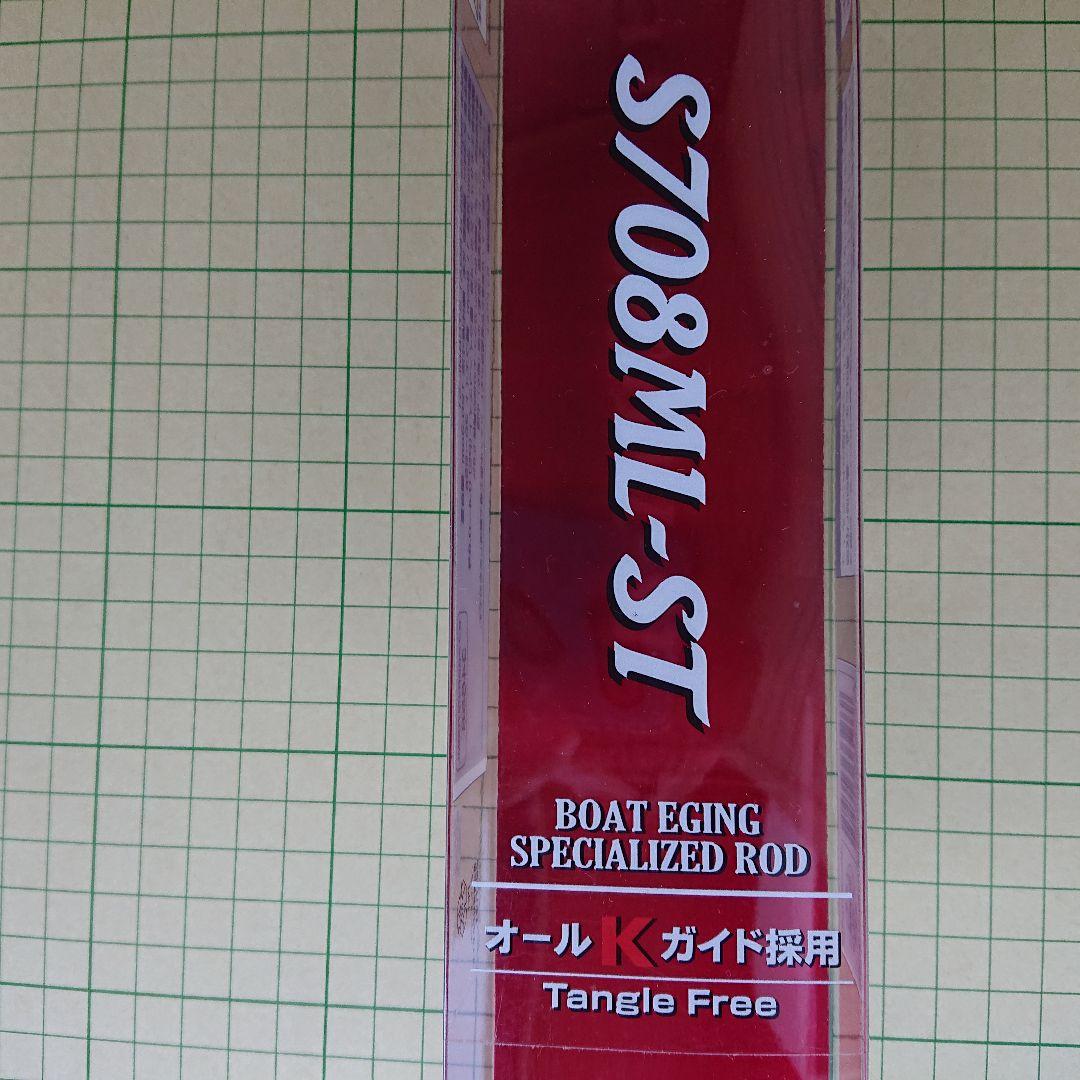 S708ML-ST
BOAT EGING
SPECIALIZED ROD
オールKガイド採用
Tangle Free